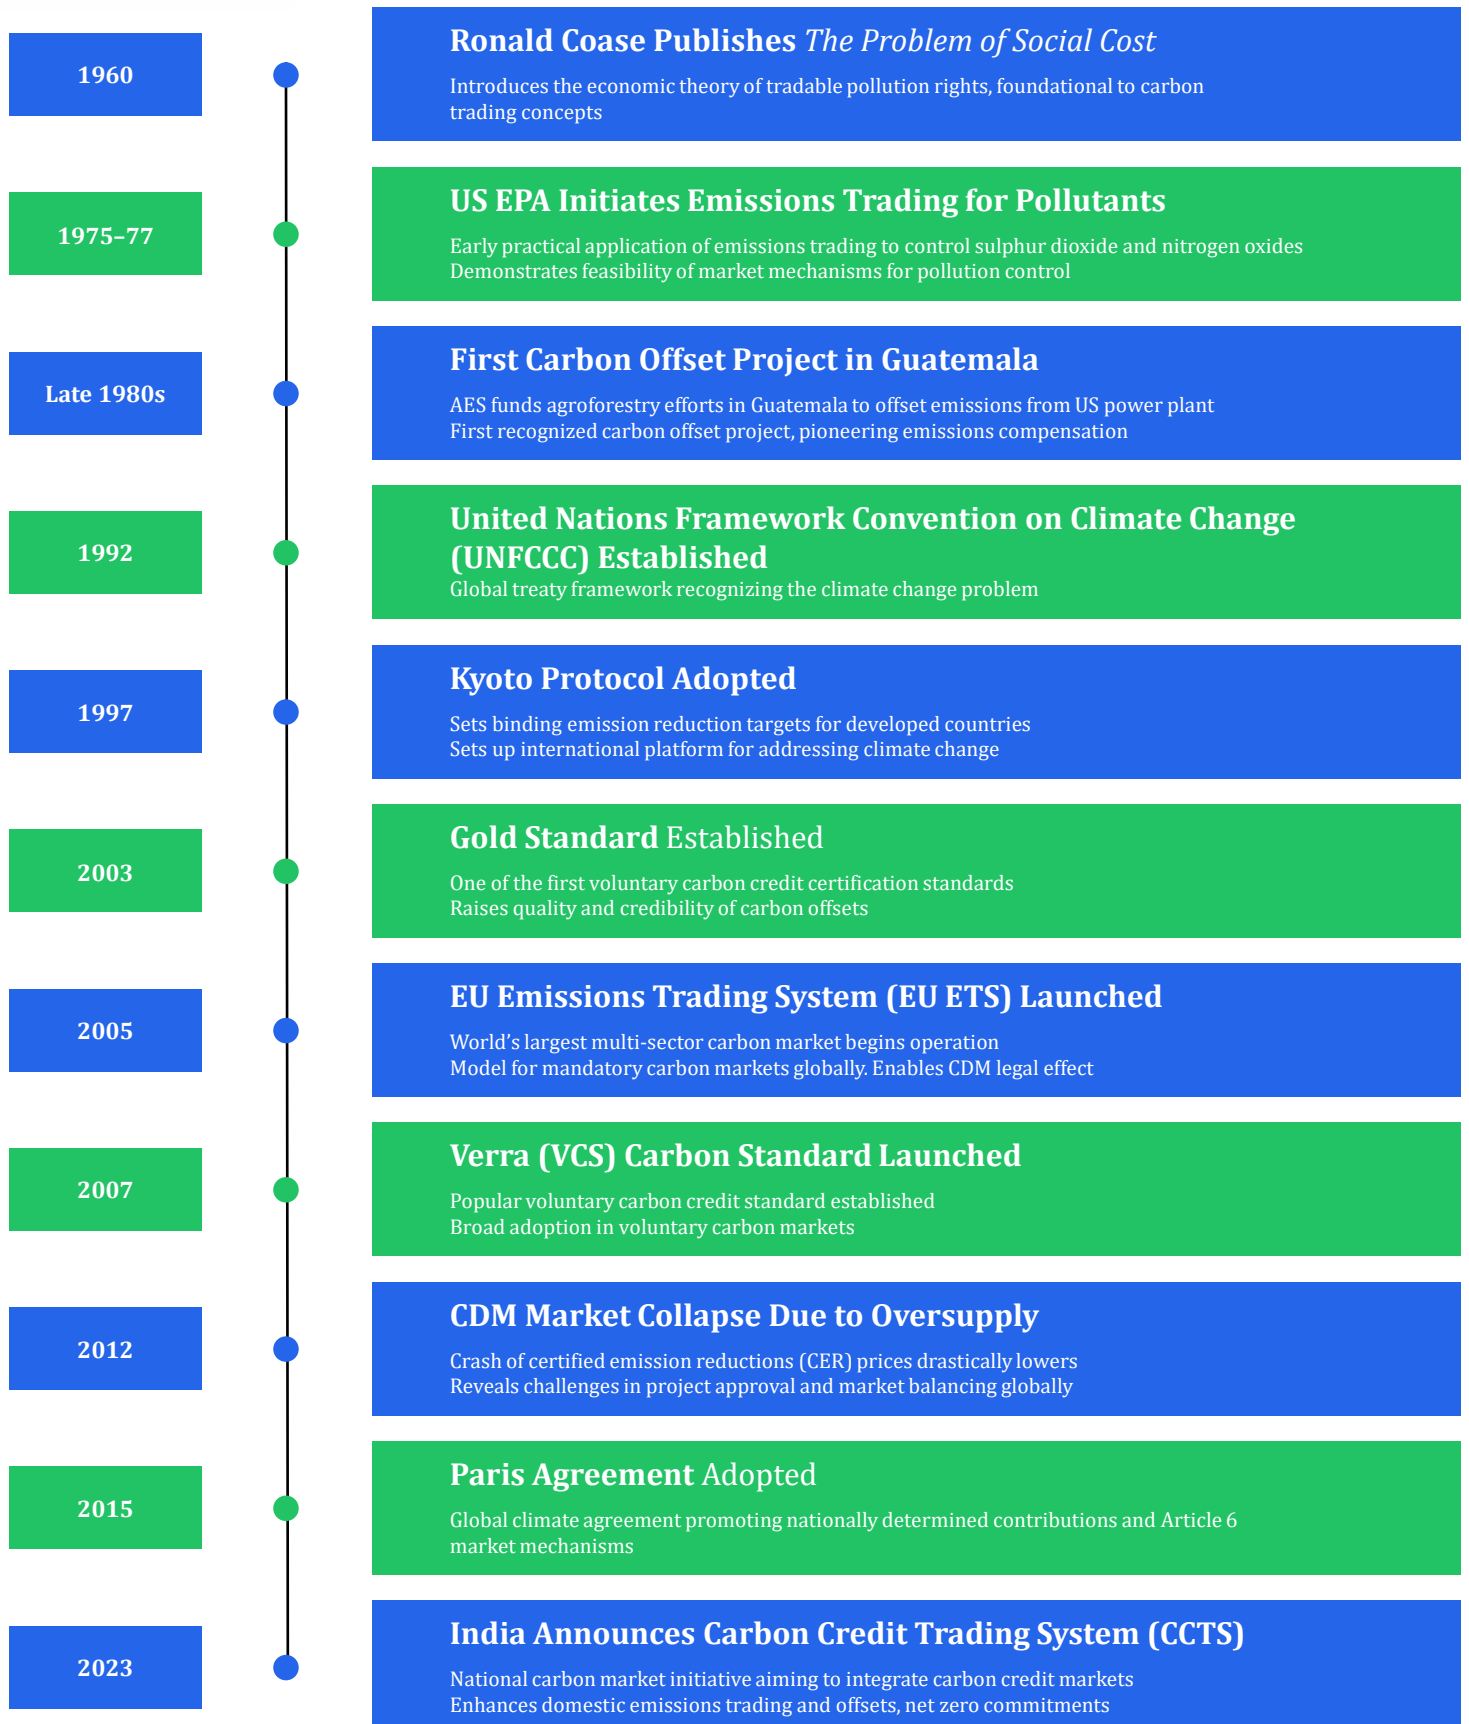 1960
Ronald Coase Publishes The Problem of Social Cost
Introduces the economic theory of tradable pollution rights, foundational to carbon
trading concepts
1975–77
US EPA Initiates Emissions Trading for Pollutants
Early practical application of emissions trading to control sulphur dioxide and nitrogen oxides
Demonstrates feasibility of market mechanisms for pollution control
Late 1980s
First Carbon Offset Project in Guatemala
AES funds agroforestry efforts in Guatemala to offset emissions from US power plant
First recognized carbon offset project, pioneering emissions compensation
1992
United Nations Framework Convention on Climate Change
(UNFCCC) Established
Global treaty framework recognizing the climate change problem
1997
Kyoto Protocol Adopted
Sets binding emission reduction targets for developed countries
Sets up international platform for addressing climate change
2003
Gold Standard Established
One of the first voluntary carbon credit certification standards
Raises quality and credibility of carbon offsets
2005
EU Emissions Trading System (EU ETS) Launched
World’s largest multi-sector carbon market begins operation
Model for mandatory carbon markets globally. Enables CDM legal effect
2007
Verra (VCS) Carbon Standard Launched
Popular voluntary carbon credit standard established
Broad adoption in voluntary carbon markets
2012
CDM Market Collapse Due to Oversupply
Crash of certified emission reductions (CER) prices drastically lowers
Reveals challenges in project approval and market balancing globally
2015
Paris Agreement Adopted
Global climate agreement promoting nationally determined contributions and Article 6
market mechanisms
2023
India Announces Carbon Credit Trading System (CCTS)
National carbon market initiative aiming to integrate carbon credit markets
Enhances domestic emissions trading and offsets, net zero commitments